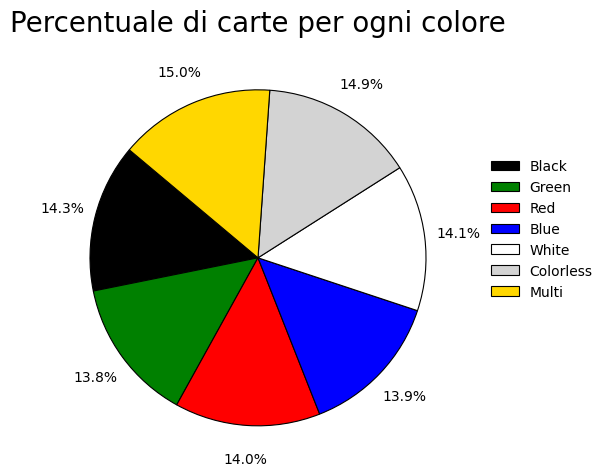 Percentuale di carte per ogni colore
15.0%
14.9%
14.3%
14.1%
13.8%
13.9%
14.0%
Black
Green
Red
Blue
White
Colorless
Multi